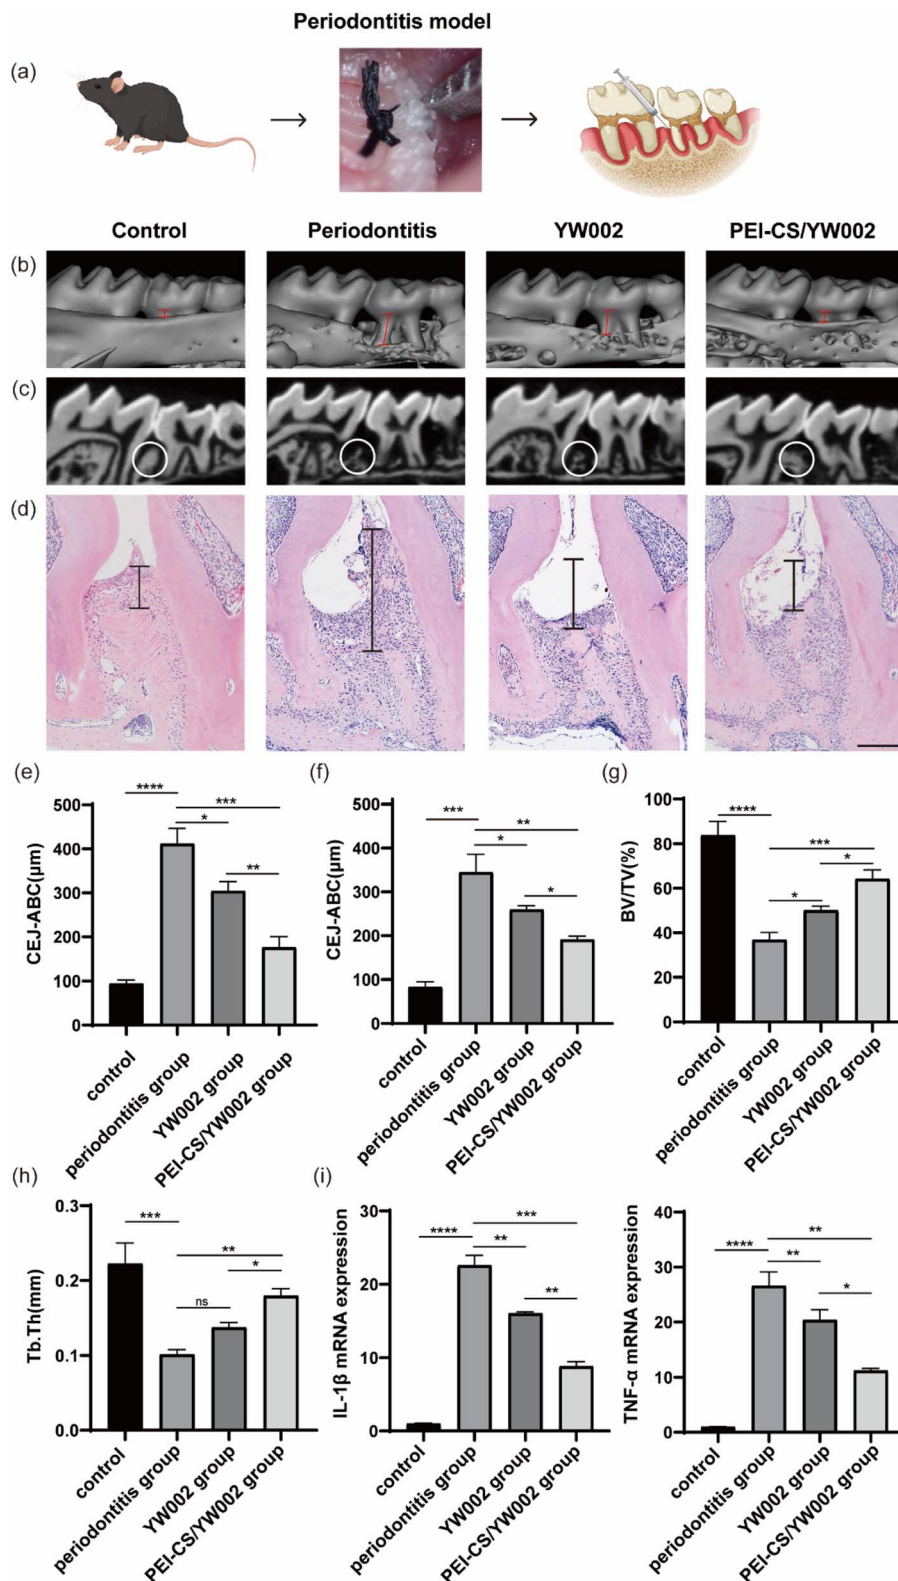 Periodontitis model
(a)
Control Periodontitis YW002 PEI-CS/YW002
(b)
(c)
(d)
(e) (f) (g)
CEJ-ABC(μm)
500
400
300
200
100
0
****
***
*
**
control
periodontitis group
YW002 group
PEI-CS/YW002 group
CEJ-ABC(μm)
500
400
300
200
100
0
***
**
*
*
control
periodontitis group
YW002 group
PEI-CS/YW002 group
BV/TV(%)
100
80
60
40
20
0
****
***
*
*
control
periodontitis group
YW002 group
PEI-CS/YW002 group
(h) (i)
Tb.Th(mm)
0.3
0.2
0.1
0.0
***
**
*
ns
control
periodontitis group
YW002 group
PEI-CS/YW002 group
IL-1β mRNA expression
30
20
10
0
****
***
**
**
control
periodontitis group
YW002 group
PEI-CS/YW002 group
TNF-α mRNA expression
40
30
20
10
0
****
**
**
*
control
periodontitis group
YW002 group
PEI-CS/YW002 group